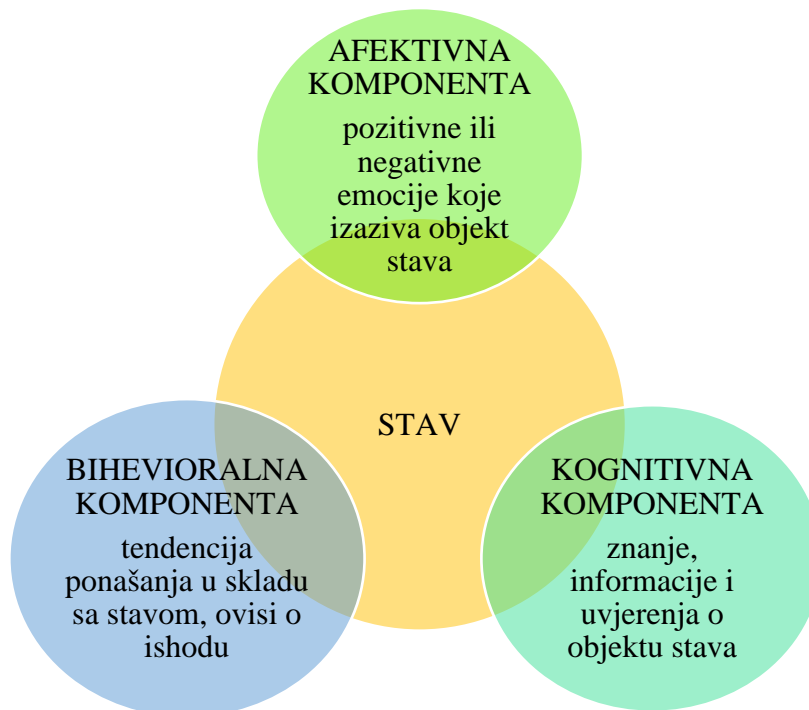 AFEKTIVNA
KOMPONENTA
pozitivne ili
negativne
emocije koje
izaziva objekt
stava
STAV
BIHEVIORALNA
KOMPONENTA
tendencija
ponašanja u skladu
sa stavom, ovisi o
ishodu
KOGNITIVNA
KOMPONENTA
znanje,
informacije i
uvjerenja o
objektu stava